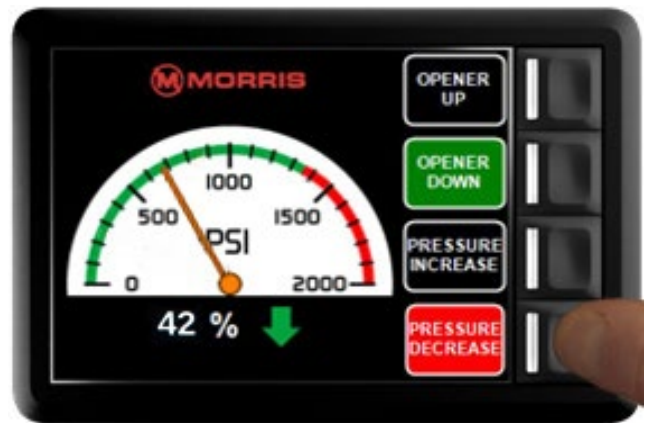 MORRIS
OPENER
UP
OPENER
DOWN
PRESSURE
INCREASE
PRESSURE
DECREASE
0
500
1000
1500
2000
PSI
42 %